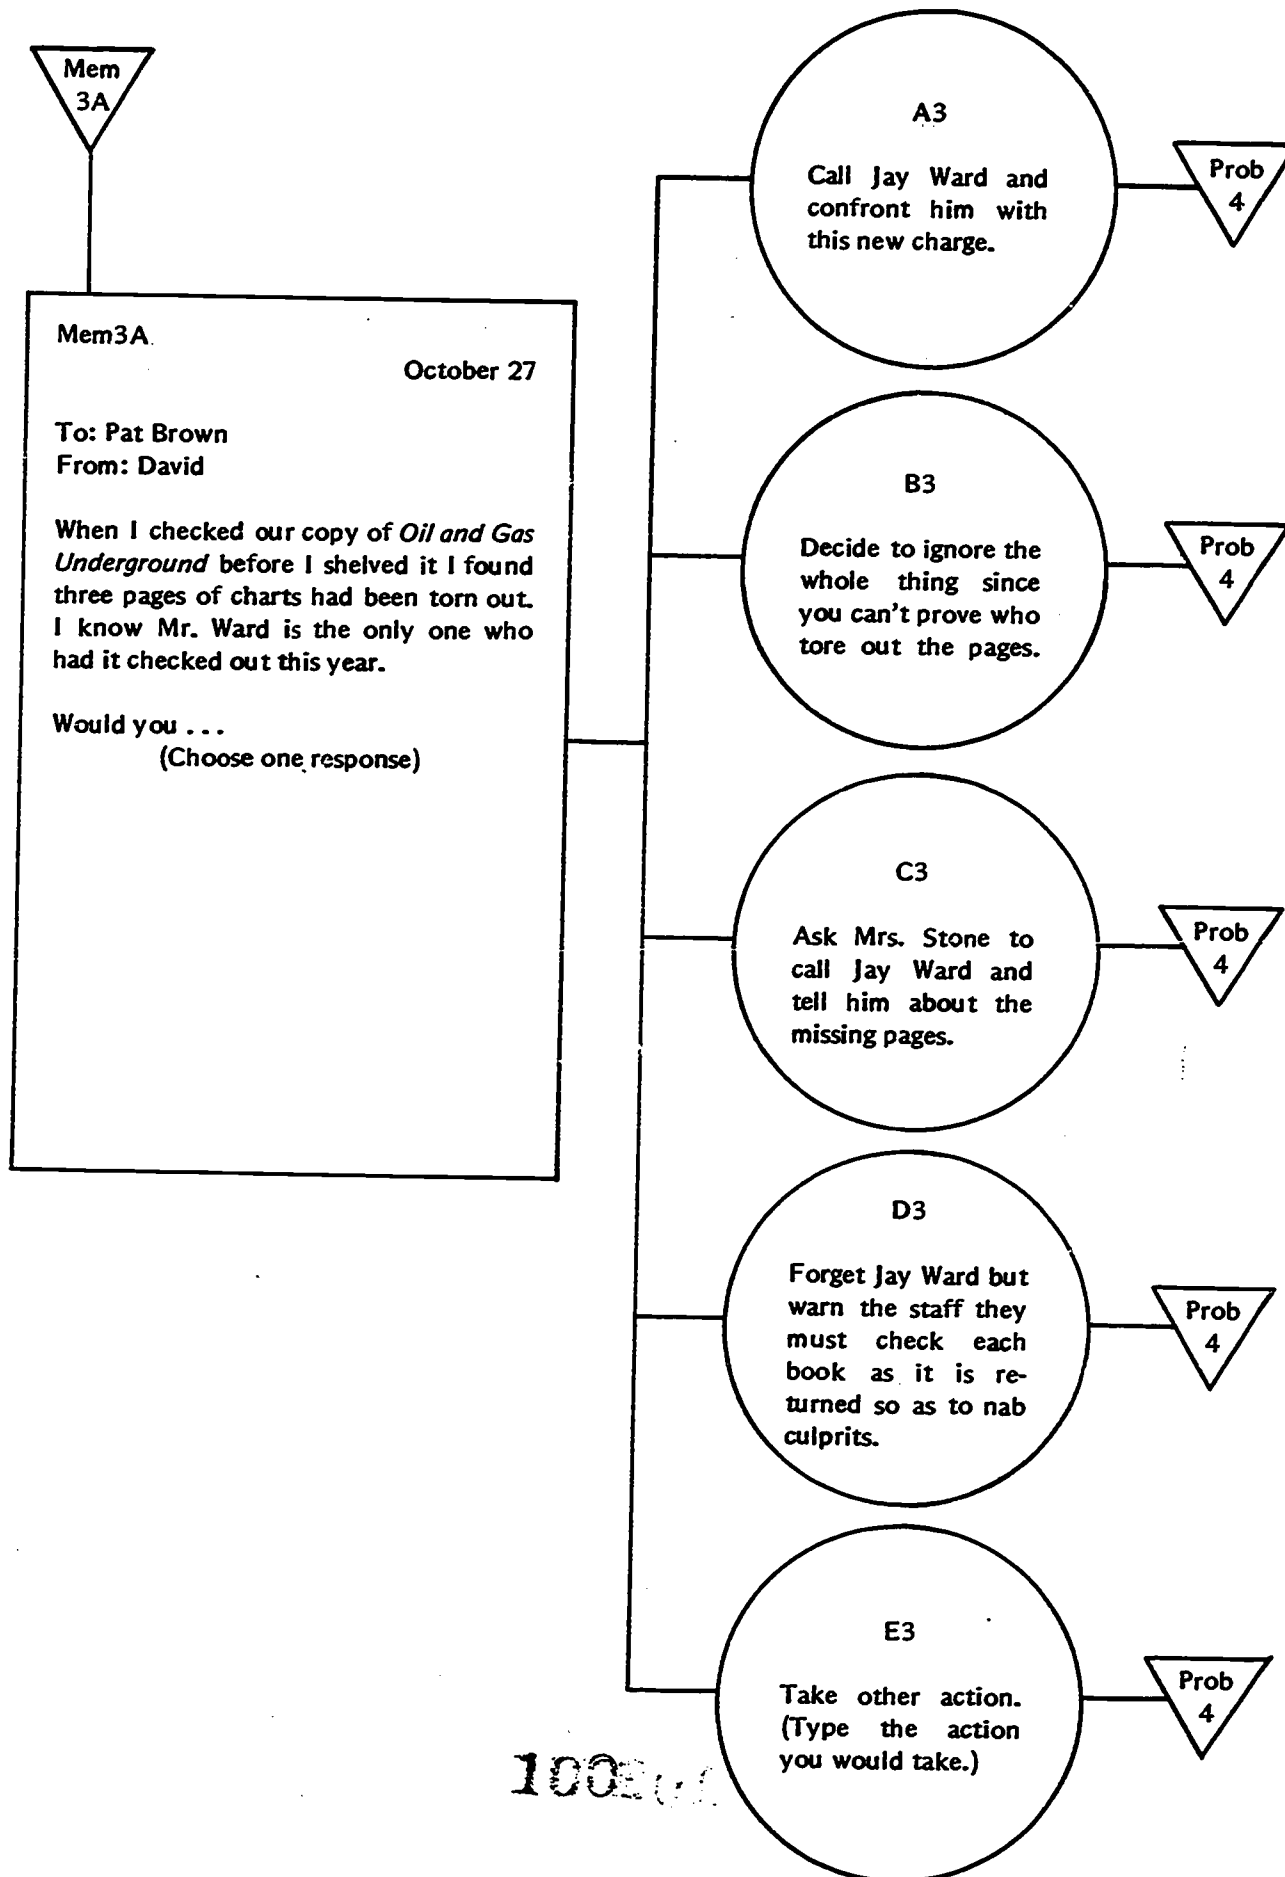 Mem
3A
Mem3A
October 27
To: Pat Brown
From: David
When I checked our copy of Oil and Gas
Underground before I shelved it I found
three pages of charts had been torn out.
I know Mr. Ward is the only one who
had it checked out this year.
Would you ...
(Choose one response)
A3
Call Jay Ward and
confront him with
this new charge.
Prob
4
B3
Decide to ignore the
whole thing since
you can't prove who
tore out the pages.
Prob
4
C3
Ask Mrs. Stone to
call Jay Ward and
tell him about the
missing pages.
Prob
4
D3
Forget Jay Ward but
warn the staff they
must check each
book as it is re-
turned so as to nab
culprits.
Prob
4
E3
Take other action.
(Type the action
you would take.)
Prob
4
100